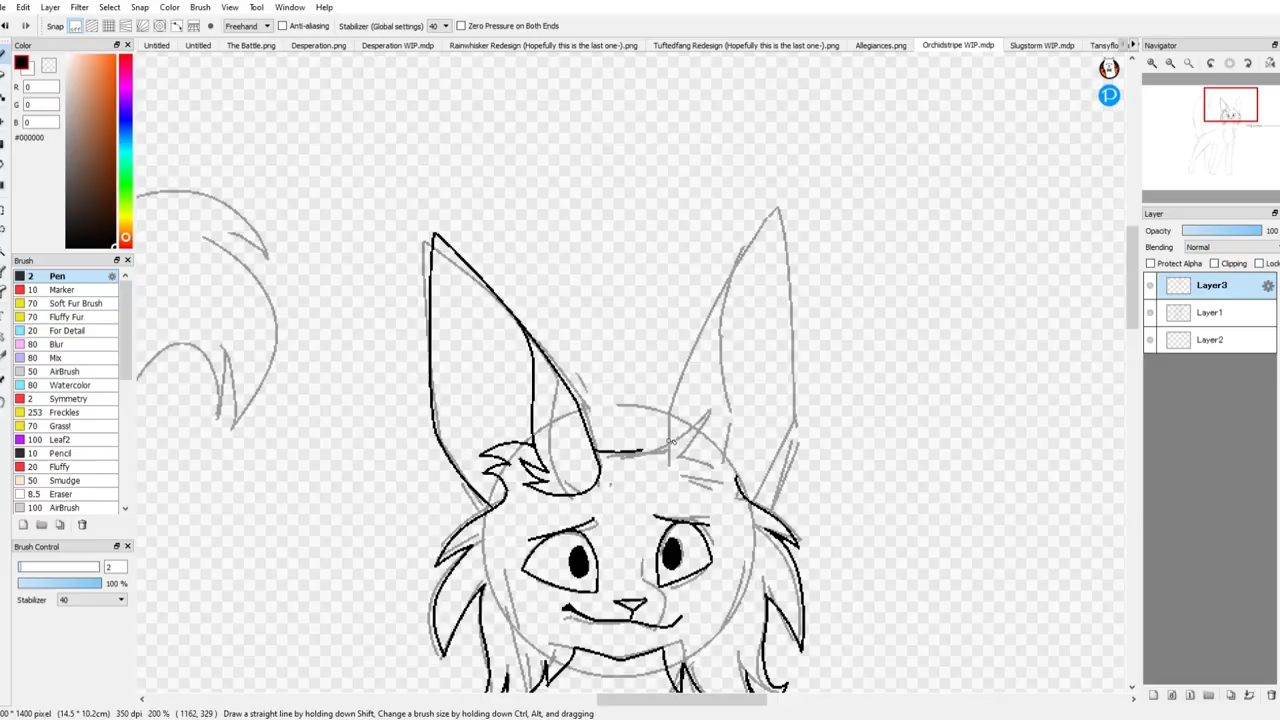 File Edit Layer Filter Select Snap Color Brush View Tool Window Help
Snap off Freehand Anti-aliasing Stabilizer (Global settings) 40 Zero Pressure on Both Ends
Color
Untitled Untitled The Battle.png Desperation.png Desperation WIP.mdp Rainwhisker Redesign (Hopefully this is the last one-).png Tuftedfang Redesign (Hopefully this is the last one-).png Allegiances.png Orchidstripe WIP.mdp Slugstorm WIP.mdp Tansyflo
Navigator
R 0
G 0
B 0
#000000
Brush
2 Pen
10 Marker
70 Soft Fur Brush
70 Fluffy Fur
20 For Detail
80 Blur
80 Mix
50 AirBrush
80 Watercolor
2 Symmetry
253 Freckles
70 Grass!
100 Leaf2
10 Pencil
20 Fluffy
50 Smudge
8.5 Eraser
100 AirBrush
Brush Control
2
100 %
Stabilizer 40
Layer
Opacity 100
Blending Normal
Protect Alpha Clipping Lock
Layer3
Layer1
Layer2
00 * 1400 pixel (14.5 * 10.2cm) 350 dpi 200 % ( 1162, 329 ) Draw a straight line by holding down Shift, Change a brush size by holding down Ctrl, Alt, and dragging